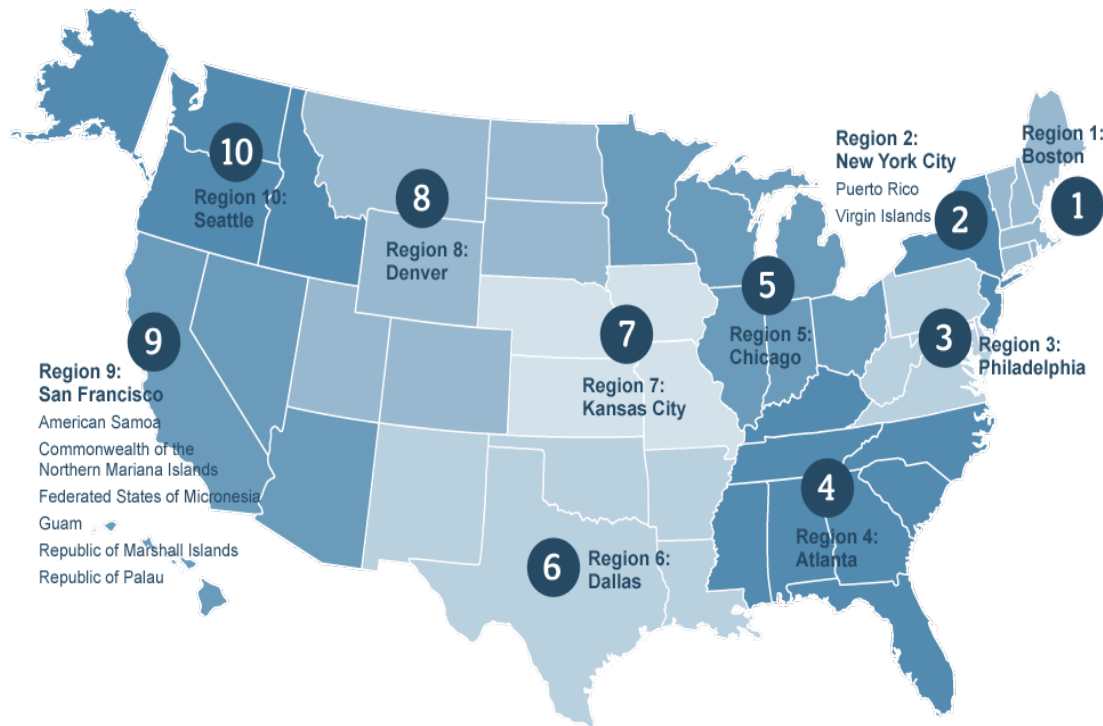 10
Region 10:
Seattle
8
Region 8:
Denver
Region 2:
New York City
Puerto Rico
Virgin Islands
2
Region 1:
Boston
1
5
Region 5:
Chicago
7
Region 7:
Kansas City
3
Region 3:
Philadelphia
9
Region 9:
San Francisco
American Samoa
Commonwealth of the
Northern Mariana Islands
Federated States of Micronesia
Guam
Republic of Marshall Islands
Republic of Palau
4
Region 4:
Atlanta
6
Region 6:
Dallas